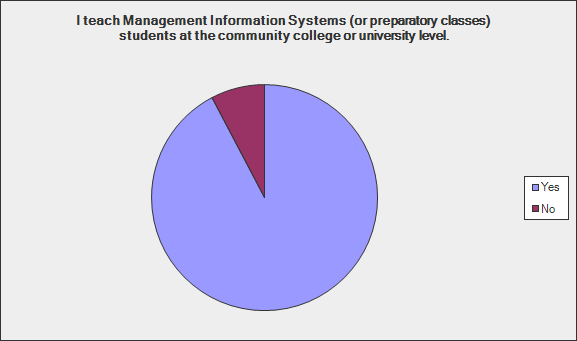 I teach Management Information Systems (or preparatory classes)
students at the community college or university level.
Yes
No